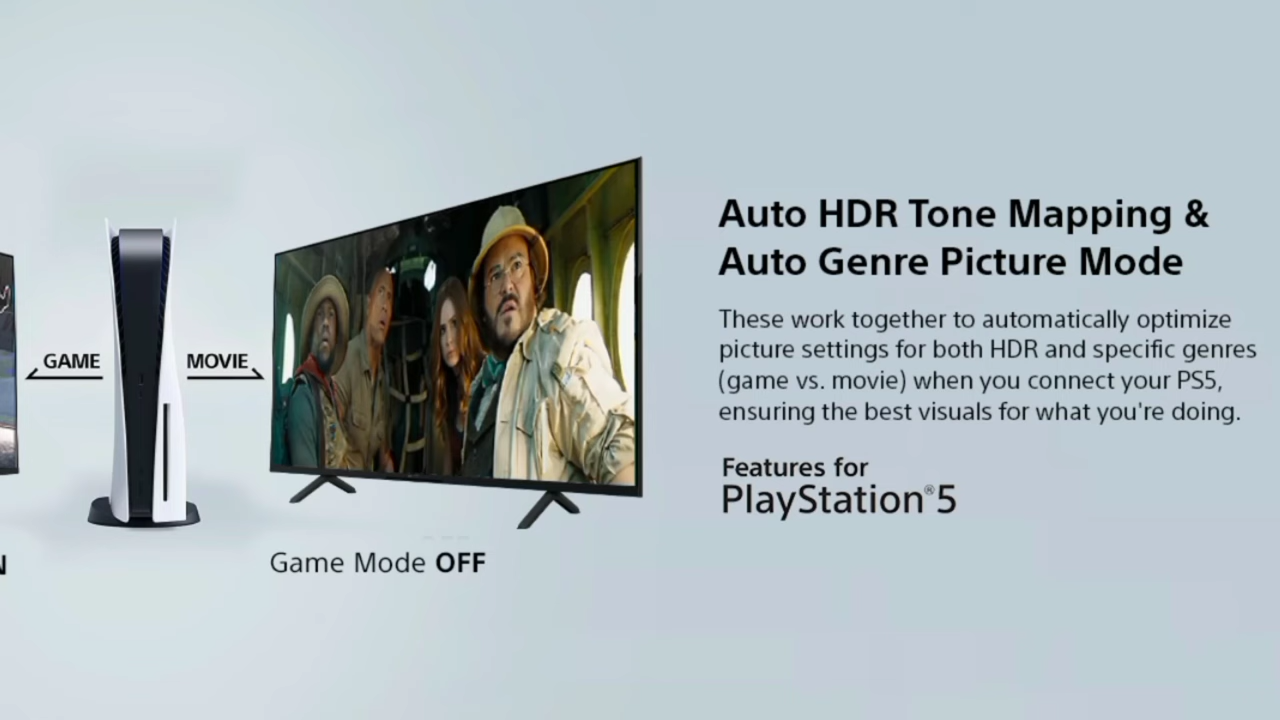 GAME
MOVIE
Game Mode OFF
Auto HDR Tone Mapping &
Auto Genre Picture Mode
These work together to automatically optimize
picture settings for both HDR and specific genres
(game vs. movie) when you connect your PS5,
ensuring the best visuals for what you're doing.
Features for
PlayStation®5